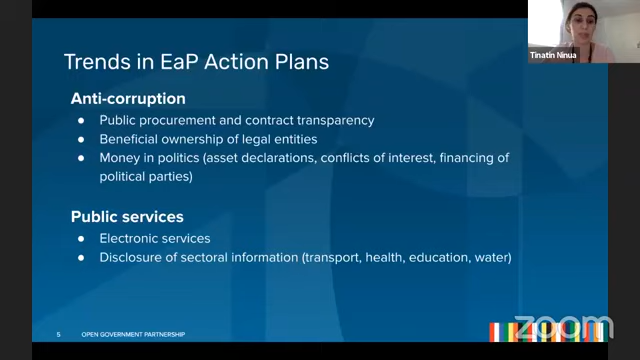 Tinatin Ninua
Trends in EaP Action Plans
Anti-corruption
● Public procurement and contract transparency
● Beneficial ownership of legal entities
● Money in politics (asset declarations, conflicts of interest, financing of
political parties)
Public services
● Electronic services
● Disclosure of sectoral information (transport, health, education, water)
5 OPEN GOVERNMENT PARTNERSHIP
zoom